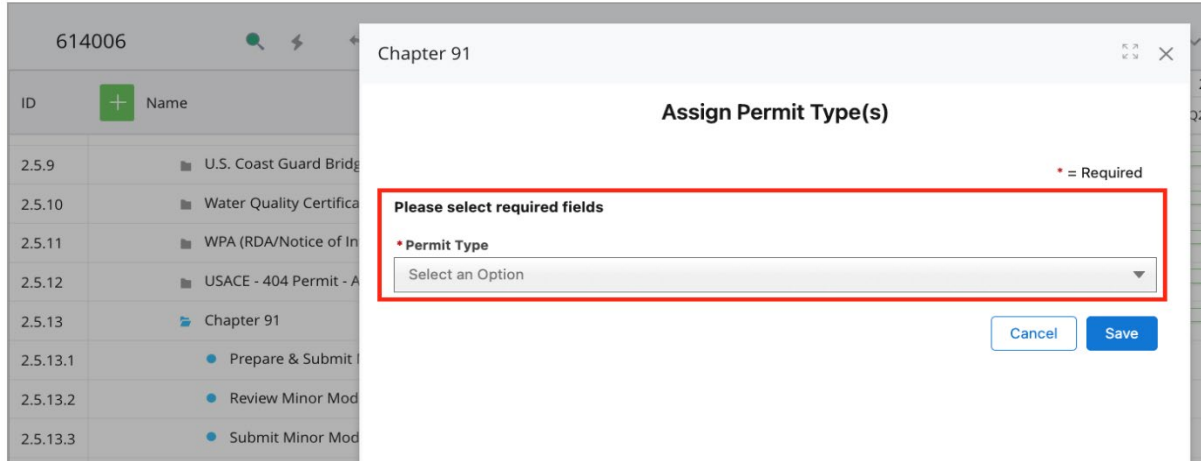 614006
ID
Name
2.5.9 U.S. Coast Guard Bridg
2.5.10 Water Quality Certifica
2.5.11 WPA (RDA/Notice of In
2.5.12 USACE - 404 Permit - A
2.5.13 Chapter 91
2.5.13.1 Prepare & Submit
2.5.13.2 Review Minor Mod
2.5.13.3 Submit Minor Mod
Chapter 91
Assign Permit Type(s)
* = Required
Please select required fields
* Permit Type
Select an Option
Cancel Save